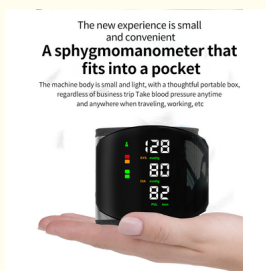 The new experience is small
and convenient
A sphygmomanometer that
fits into a pocket
The machine body is small and light, with a thoughtful portable box,
regardless of business trip Take blood pressure anytime
and anywhere when traveling, working, etc
128
80
82